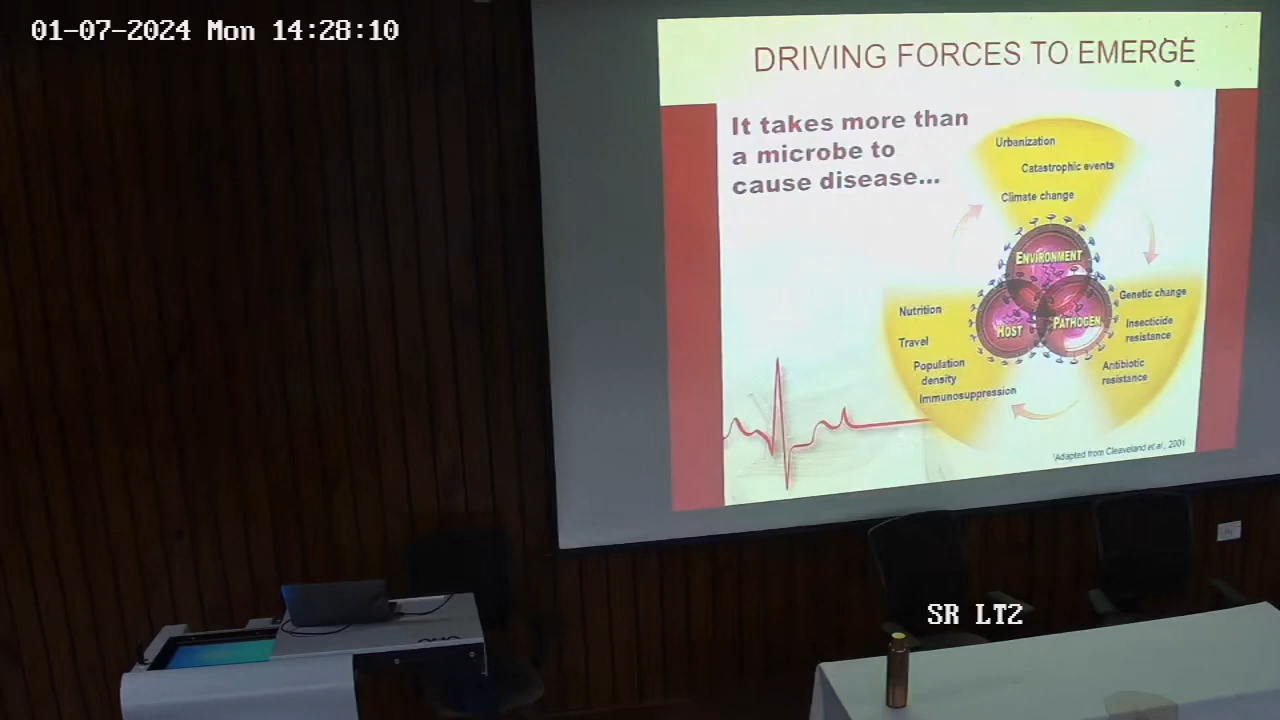 01-07-2024 Mon 14:28:10
DRIVING FORCES TO EMERGE
It takes more than
a microbe to
cause disease...
Urbanization
Catastrophic events
Climate change
ENVIRONMENT
HOST
PATHOGEN
Genetic change
Insecticide
resistance
Antibiotic
resistance
Nutrition
Travel
Population
density
Immunosuppression
Adapted from Cleaveland et al., 2001
SR LT2